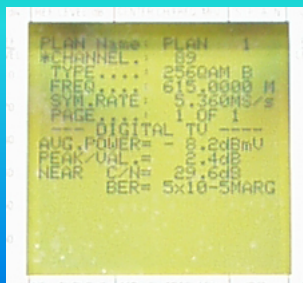 PLAN Name: PLAN 1
*CHANNEL.: 89
TYPE....: 256QAM B
FREQ....: 615.0000 M
SYM.RATE: 5.360MS/s
PAGE....: 1 OF 1
---- DIGITAL TV ----
AVG.POWER= - 8.2dBmV
PEAK/VAL.= 2.4dB
NEAR C/N= 29.6dB
BER= 5x10-5MARG